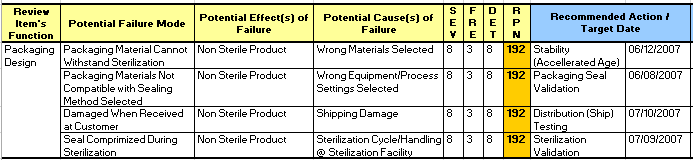 Review Item's Function | Potential Failure Mode | Potential Effect(s) of Failure | Potential Cause(s) of Failure | SEV | FRE | DET | RPN | Recommended Action / Target Date
Packaging Design | Packaging Material Cannot Withstand Sterilization | Non Sterile Product | Wrong Materials Selected | 8 | 3 | 8 | 192 | Stability (Accellerated Age) | 06/12/2007
Packaging Materials Not Compatible with Sealing Method Selected | Non Sterile Product | Wrong Equipment/Process Settings Selected | 8 | 3 | 8 | 192 | Packaging Seal Validation | 06/08/2007
Damaged When Received at Customer | Non Sterile Product | Shipping Damage | 8 | 3 | 8 | 192 | Distribution (Ship) Testing | 07/10/2007
Seal Comprimized During Sterilization | Non Sterile Product | Sterilization Cycle/Handling @ Steilization Facility | 8 | 3 | 8 | 192 | Sterilization Validation | 07/09/2007